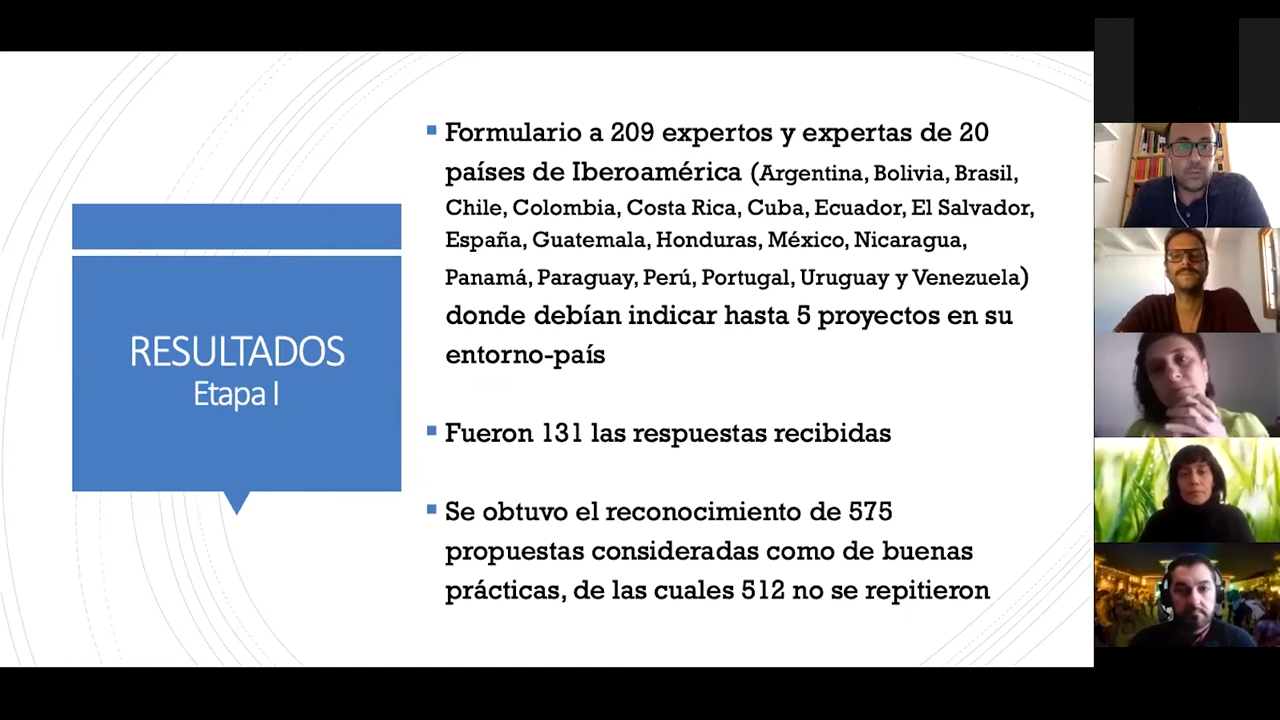 RESULTADOS
Etapa I
▪ Formulario a 209 expertos y expertas de 20
países de Iberoamérica (Argentina, Bolivia, Brasil,
Chile, Colombia, Costa Rica, Cuba, Ecuador, El Salvador,
España, Guatemala, Honduras, México, Nicaragua,
Panamá, Paraguay, Perú, Portugal, Uruguay y Venezuela)
donde debían indicar hasta 5 proyectos en su
entorno-país
▪ Fueron 131 las respuestas recibidas
▪ Se obtuvo el reconocimiento de 575
propuestas consideradas como de buenas
prácticas, de las cuales 512 no se repitieron